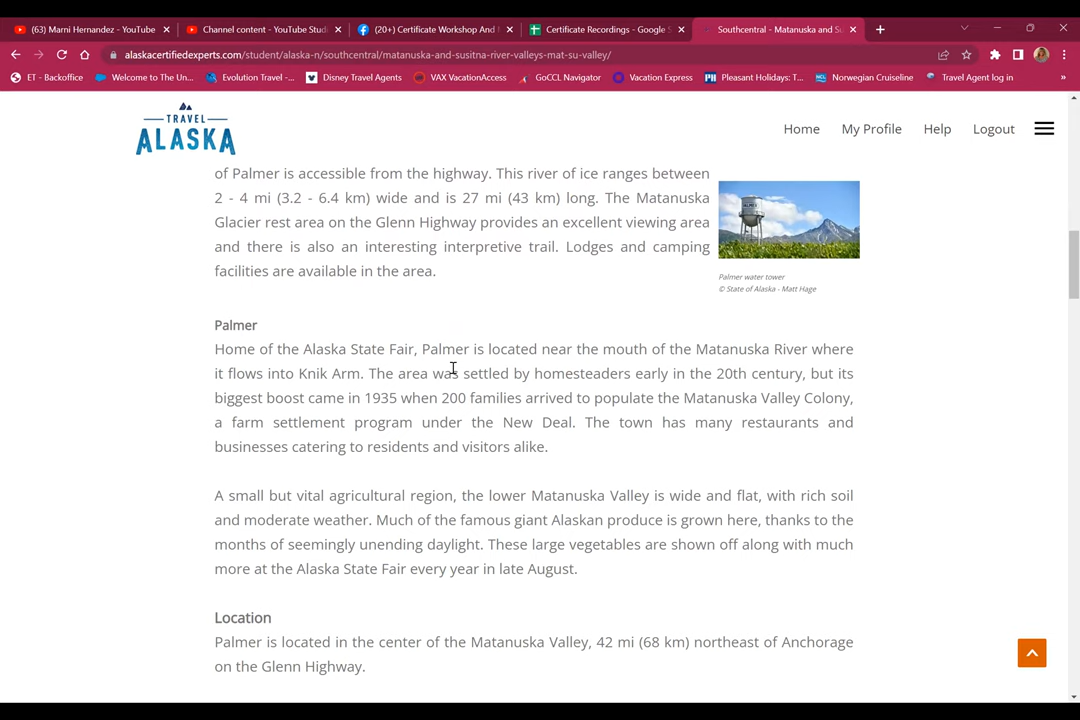 (63) Marni Hernandez - YouTube
Channel content - YouTube Studi
(20+) Certificate Workshop And
Certificate Recordings - Google S
Southcentral - Matanuska and Su
alaskacertifiedexperts.com/student/alaska-n/southcentral/matanuska-and-susitna-river-valleys-mat-su-valley/
ET - Backoffice
Welcome to The Un...
Evolution Travel -...
Disney Travel Agents
VAX VacationAccess
GoCCL Navigator
Vacation Express
Pleasant Holidays: T...
Norwegian Cruiseline
Travel Agent log in
TRAVEL
ALASKA
Home My Profile Help Logout
of Palmer is accessible from the highway. This river of ice ranges between
2 - 4 mi (3.2 - 6.4 km) wide and is 27 mi (43 km) long. The Matanuska
Glacier rest area on the Glenn Highway provides an excellent viewing area
and there is also an interesting interpretive trail. Lodges and camping
facilities are available in the area.
Palmer water tower
© State of Alaska - Matt Hage
Palmer
Home of the Alaska State Fair, Palmer is located near the mouth of the Matanuska River where
it flows into Knik Arm. The area was settled by homesteaders early in the 20th century, but its
biggest boost came in 1935 when 200 families arrived to populate the Matanuska Valley Colony,
a farm settlement program under the New Deal. The town has many restaurants and
businesses catering to residents and visitors alike.
A small but vital agricultural region, the lower Matanuska Valley is wide and flat, with rich soil
and moderate weather. Much of the famous giant Alaskan produce is grown here, thanks to the
months of seemingly unending daylight. These large vegetables are shown off along with much
more at the Alaska State Fair every year in late August.
Location
Palmer is located in the center of the Matanuska Valley, 42 mi (68 km) northeast of Anchorage
on the Glenn Highway.